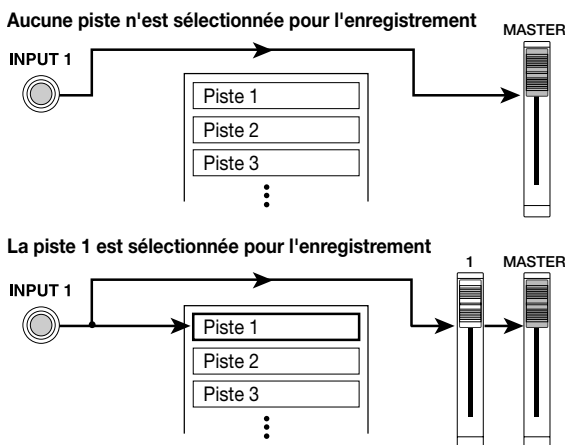 Aucune piste n'est sélectionnée pour l'enregistrement
MASTER
INPUT 1
Piste 1
Piste 2
Piste 3
La piste 1 est sélectionnée pour l'enregistrement
1 MASTER
INPUT 1
Piste 1
Piste 2
Piste 3